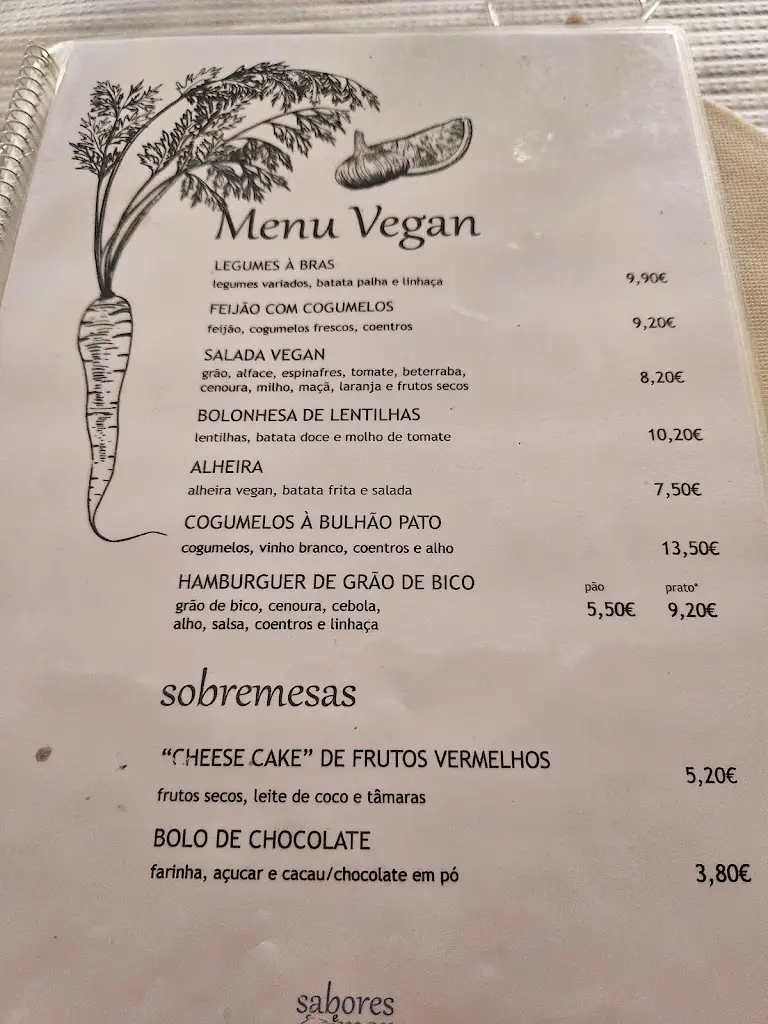 Menu Vegan
LEGUMES À BRAS
legumes variados, batata palha e linhaça 9,90€
FEIJÃO COM COGUMELOS
feijão, cogumelos frescos, coentros 9,20€
SALADA VEGAN
grão, alface, espinafres, tomate, beterraba, 8,20€
cenoura, milho, maçã, laranja e frutos secos
BOLONHESA DE LENTILHAS
lentilhas, batata doce e molho de tomate 10,20€
ALHEIRA
alheira vegan, batata frita e salada 7,50€
COGUMELOS À BULHÃO PATO
cogumelos, vinho branco, coentros e alho 13,50€
HAMBURGUER DE GRÃO DE BICO pão prato*
grão de bico, cenoura, cebola, 5,50€ 9,20€
alho, salsa, coentros e linhaça
sobremesas
“CHEESE CAKE” DE FRUTOS VERMELHOS 5,20€
frutos secos, leite de coco e tâmaras
BOLO DE CHOCOLATE
farinha, açucar e cacau/chocolate em pó 3,80€
sabores
e